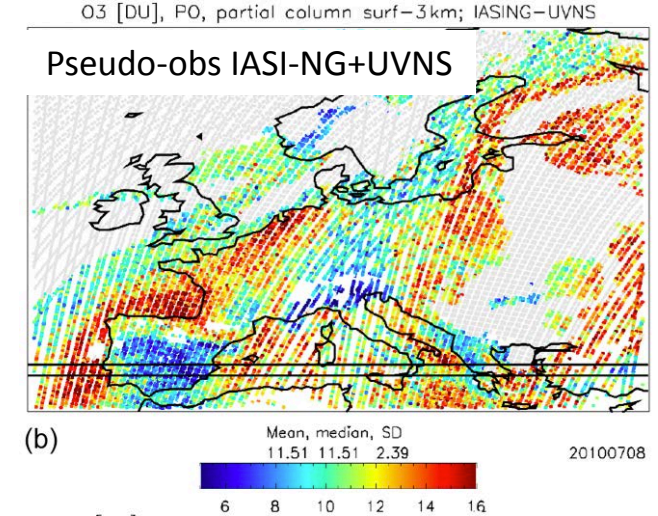 O3 [DU], PO, partial column surf-3km; IASING-UVNS
Pseudo-obs IASI-NG+UVNS
(b)
Mean, median, SD
11.51 11.51 2.39
20100708
6 8 10 12 14 16